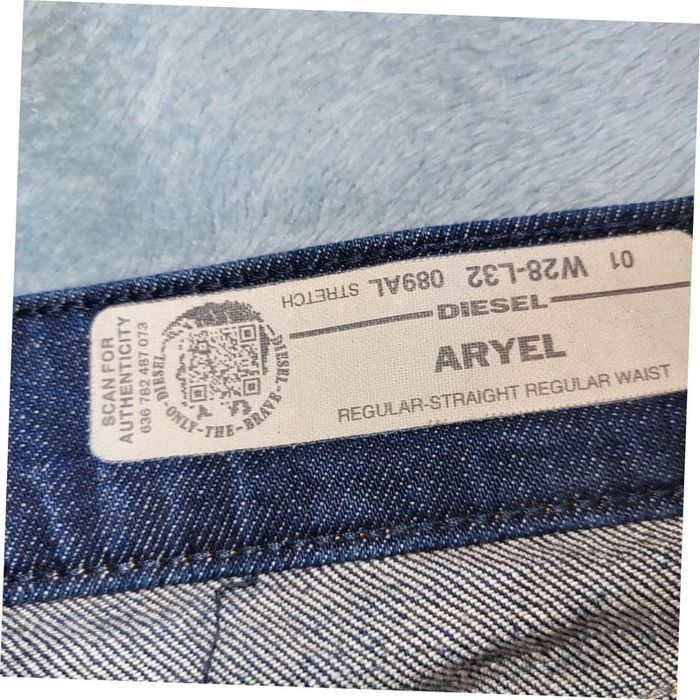 SCAN FOR
AUTHENTICITY
636 782 487 073
DIESEL
ONLY-THE-BRAVE
DIESEL
01 W28-L32 089AL STRETCH
DIESEL
ARYEL
REGULAR-STRAIGHT REGULAR WAIST